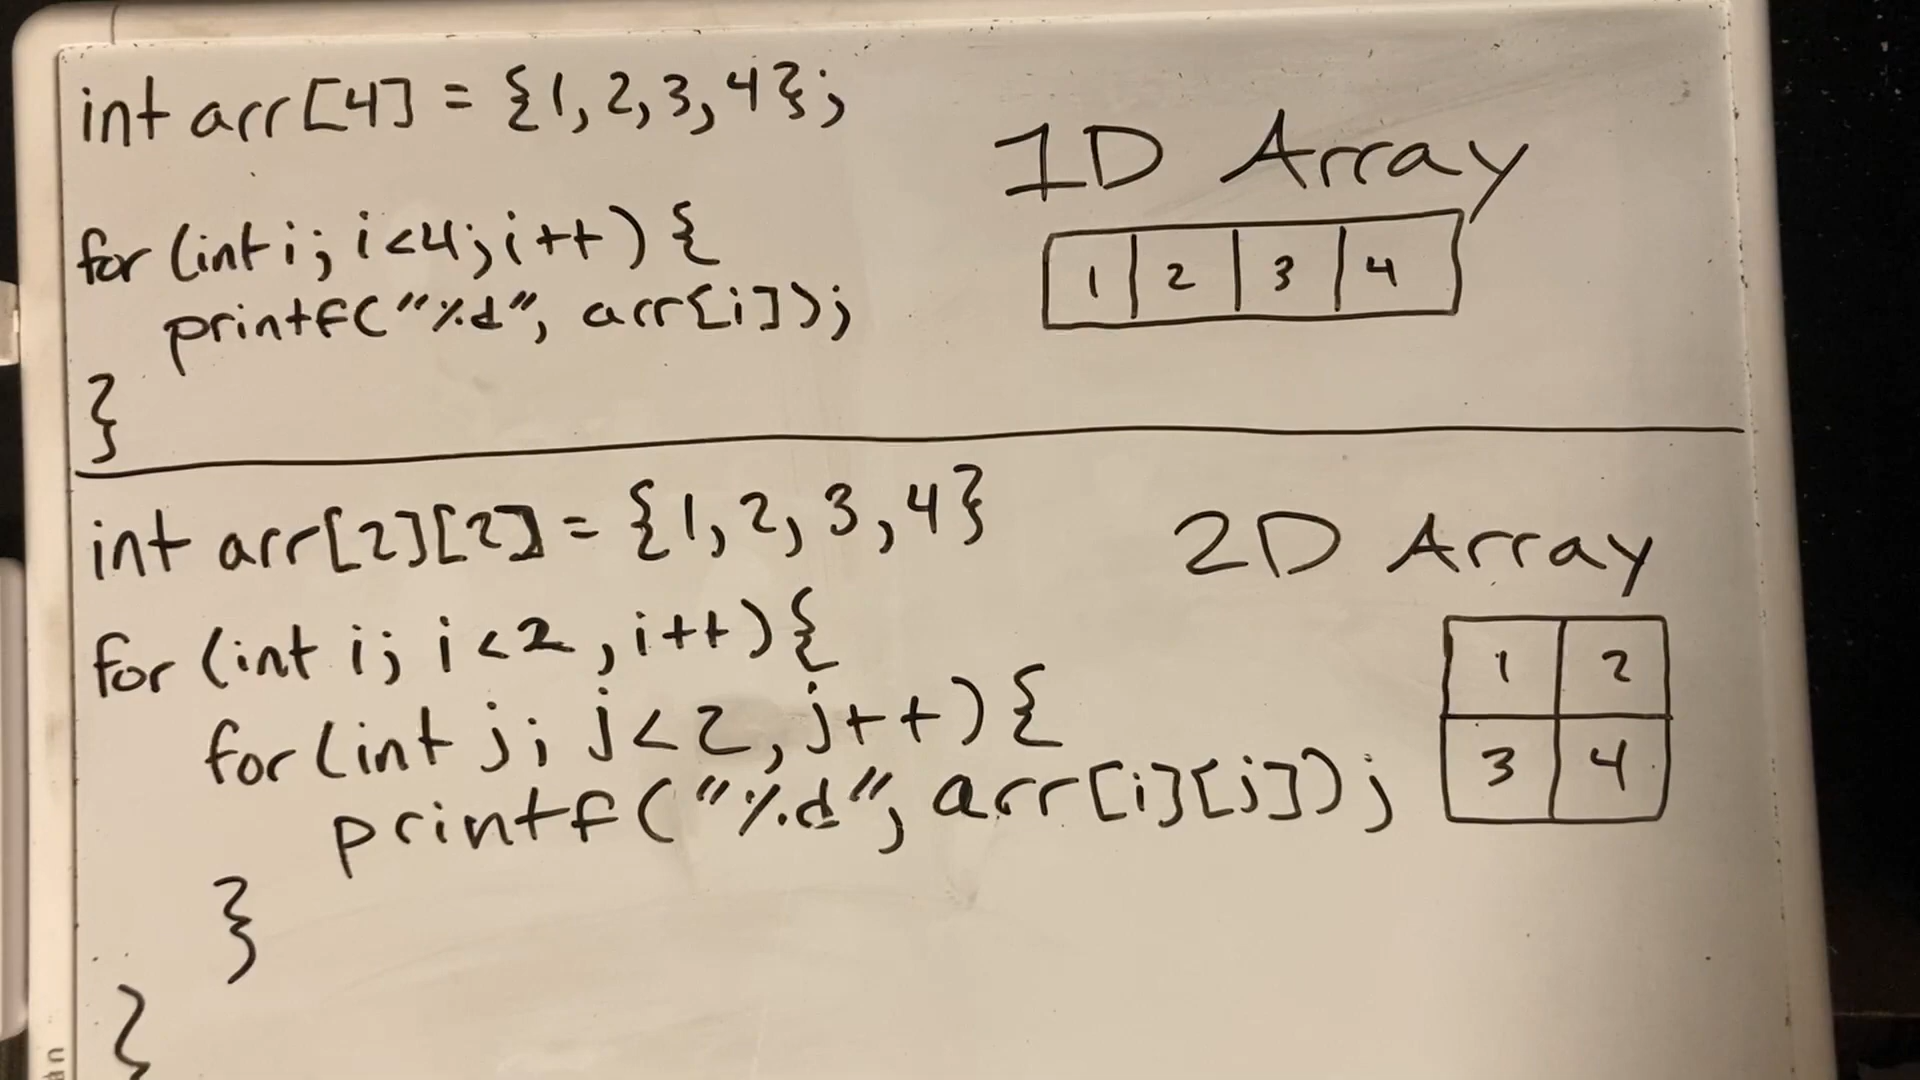 int arr[4] = {1, 2, 3, 4};
1D Array
for (int i; i<4; i++) {
1 2 3 4
printf("%d", arr[i]);
}
int arr[2][2] = {1, 2, 3, 4}
2D Array
for (int i; i<2, i++) {
1 2
for (int j; j<2, j++) {
3 4
printf("%d", arr[i][j]);
}
}